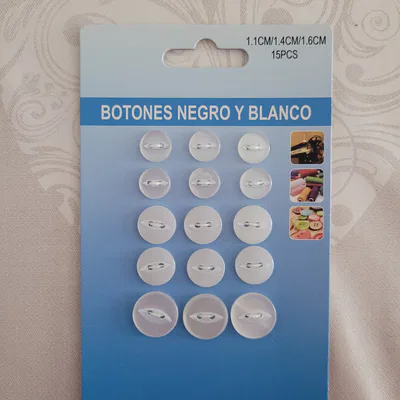 1.1CM/1.4CM/1.6CM
15PCS
BOTONES NEGRO Y BLANCO